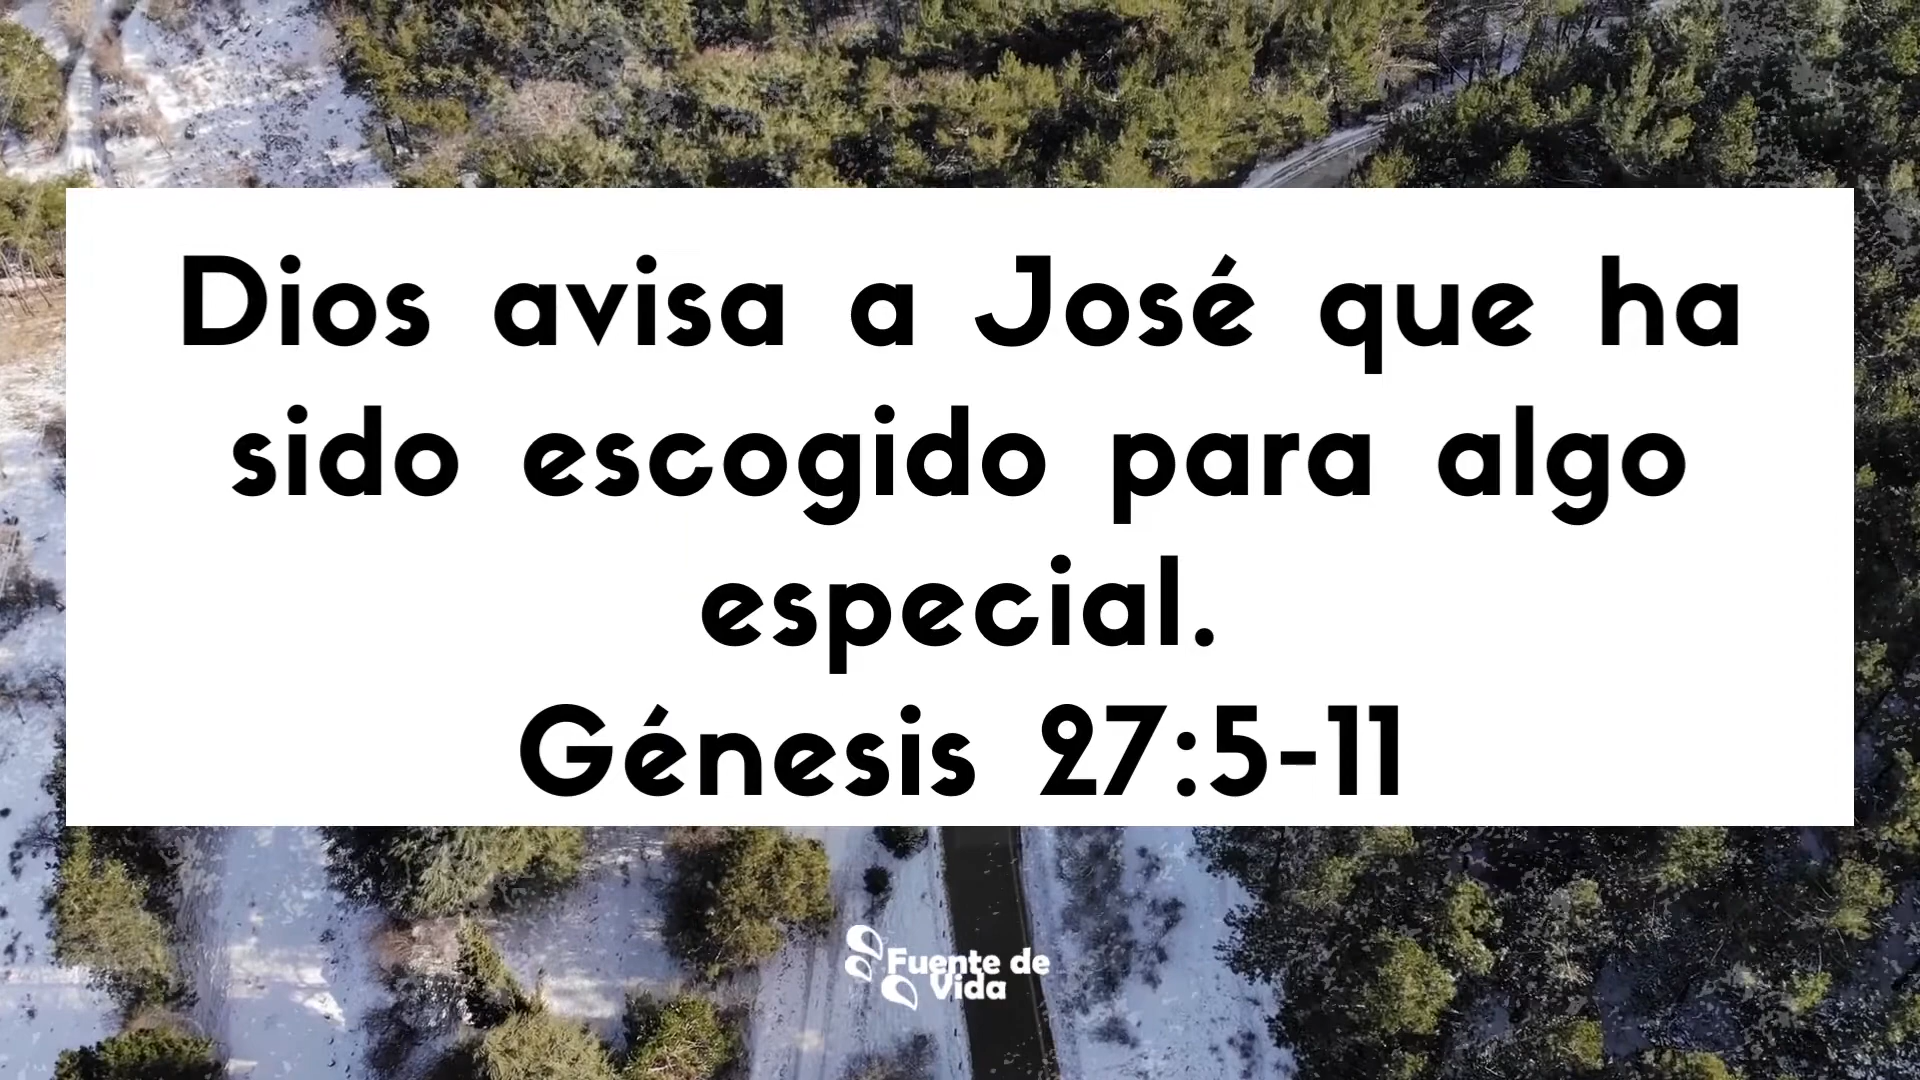 Dios avisa a José que ha
sido escogido para algo
especial.
Génesis 27:5-11
Fuente de
Vida